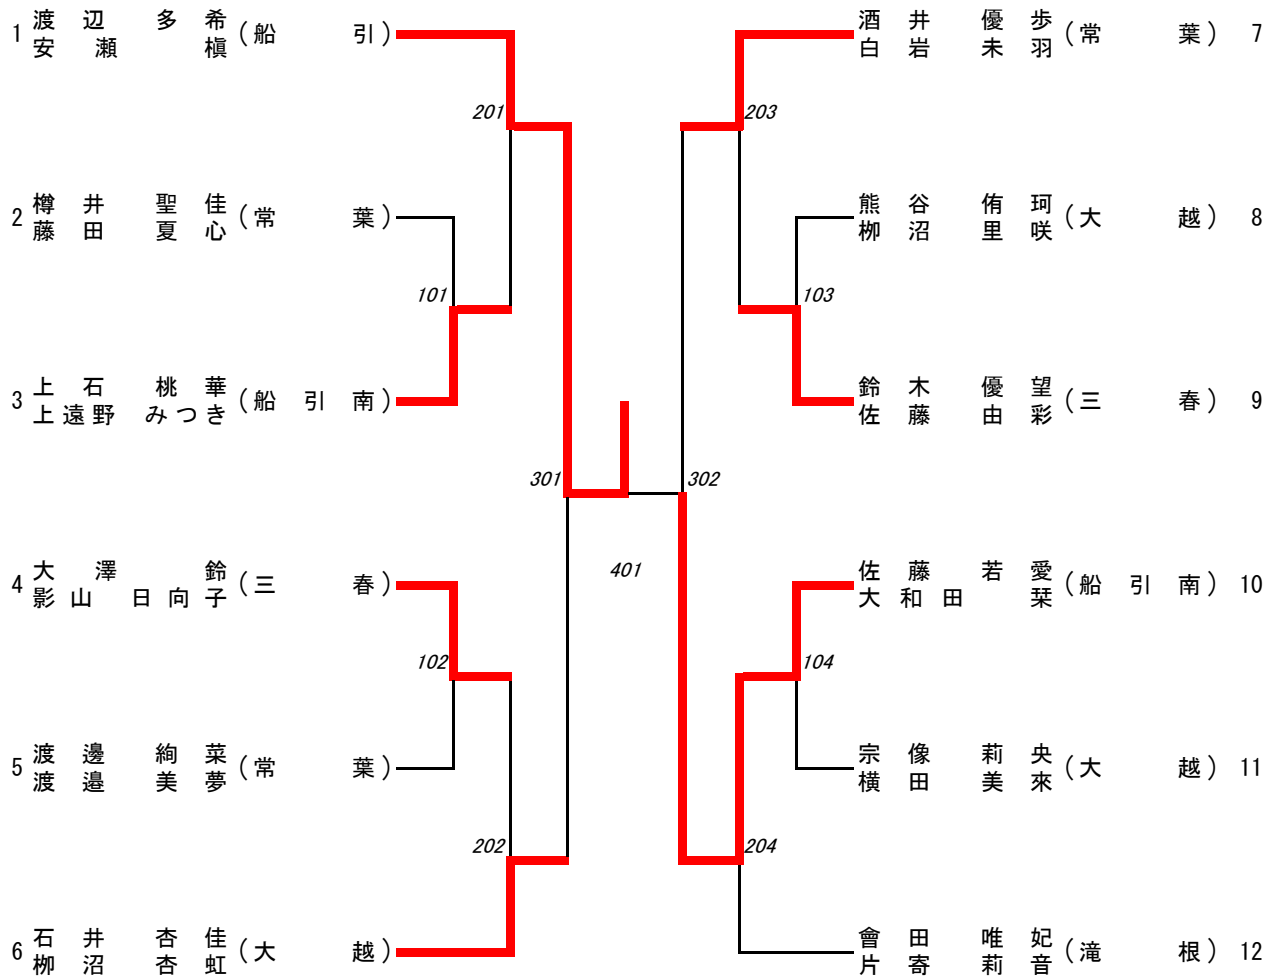 1 渡辺 多希 (船引)
安瀬 槇
201
2 樽井 聖佳 (常葉)
藤田 夏心
101
3 上石 桃華 (船引南)
上遠野 みつき
301
4 大澤 鈴 (三春)
影山 日向子
102
5 渡邊 絢菜 (常葉)
渡邉 美夢
202
6 石井 杏佳 (大越)
栁沼 杏虹
401
酒井 優歩 (常葉) 7
白岩 未羽
203
熊谷 侑珂 (大越) 8
栁沼 里咲
103
鈴木 優望 (三春) 9
佐藤 由彩
302
佐藤 若愛 (船引南) 10
大和田 栞
104
宗像 莉央 (大越) 11
横田 美來
204
會田 唯妃 (滝根) 12
片寄 莉音